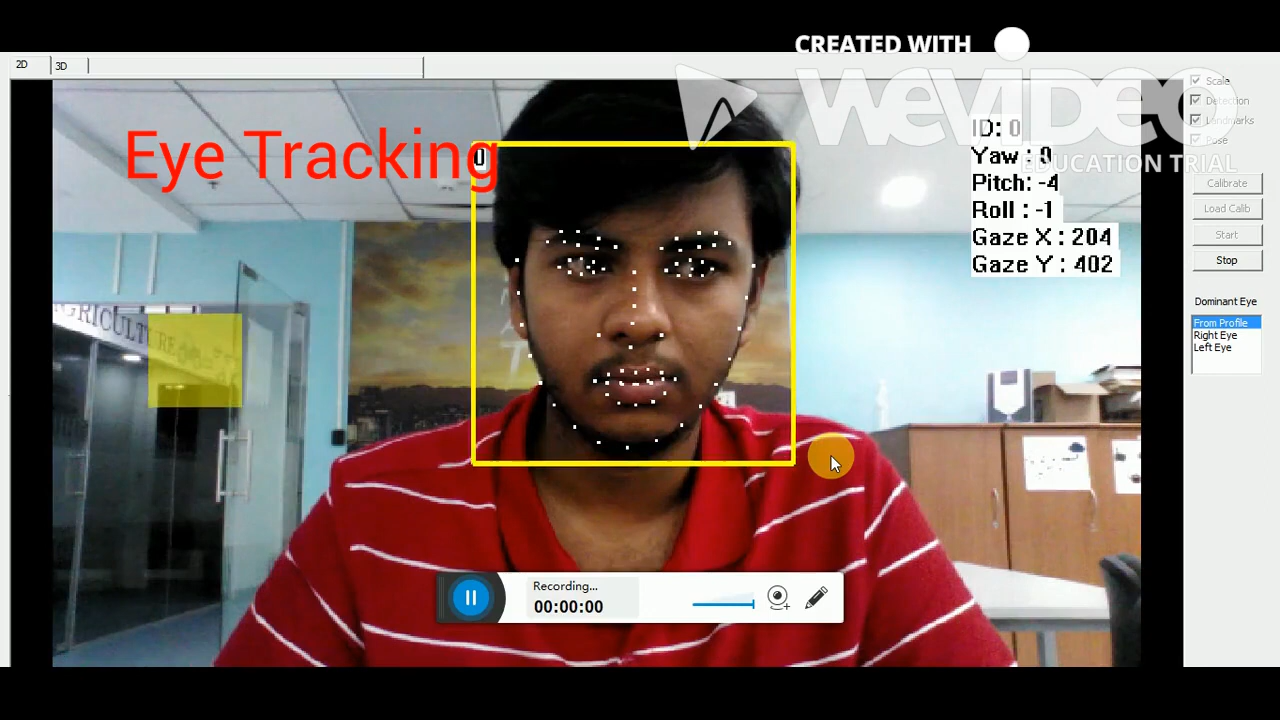 CREATED WITH
WeVideo
EDUCATION TRIAL
2D
3D
Eye Tracking
0
ID: 0
Yaw : 0
Pitch: -4
Roll : -1
Gaze X : 204
Gaze Y : 402
Scale
Detection
Landmarks
Pose
Calibrate
Load Calib
Start
Stop
Dominant Eye
From Profile
Right Eye
Left Eye
AGRICULTURE
Recording...
00:00:00